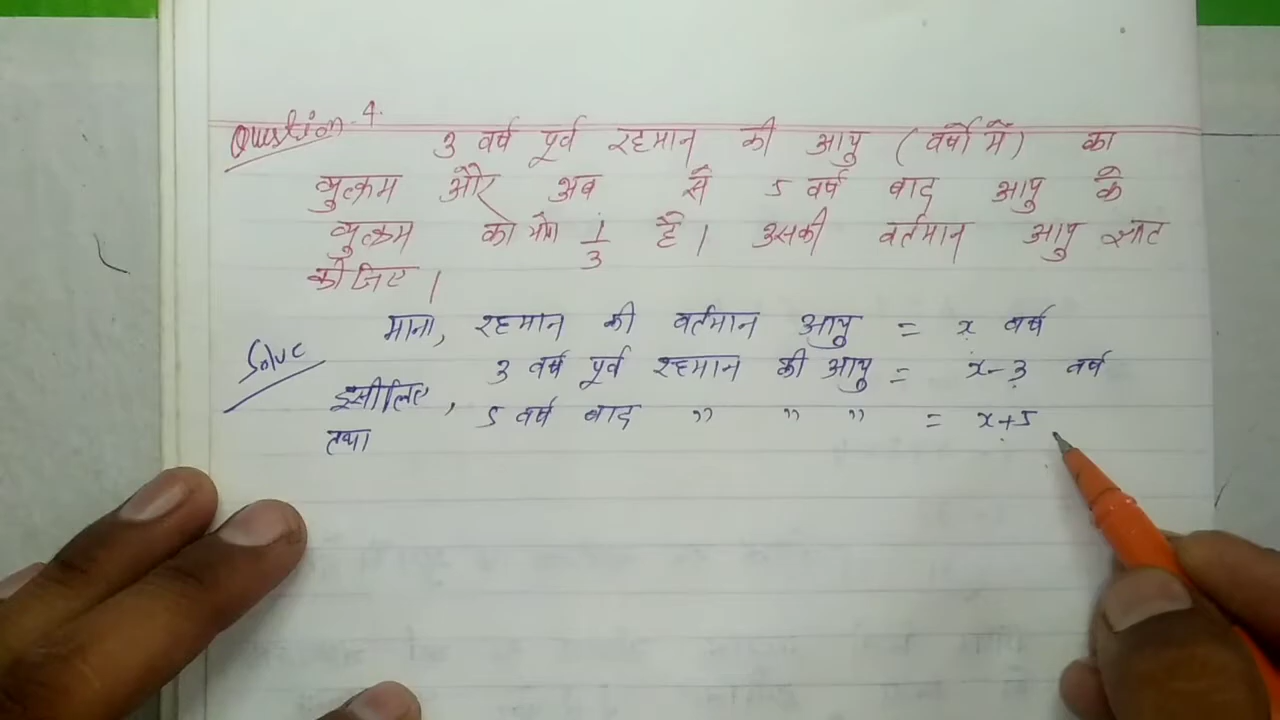 Question-4.
3 वर्ष पूर्व रहमान की आयु (वर्षो में) का
व्युत्क्रम और अब से 5 वर्ष बाद आयु के
व्युत्क्रम का योग 1/3 है। उसकी वर्तमान आयु ज्ञात
कीजिए।
Solve
माना, रहमान की वर्तमान आयु = x वर्ष
इसीलिए, 3 वर्ष पूर्व रहमान की आयु = x-3 वर्ष
तथा 5 वर्ष बाद " " " = x+5